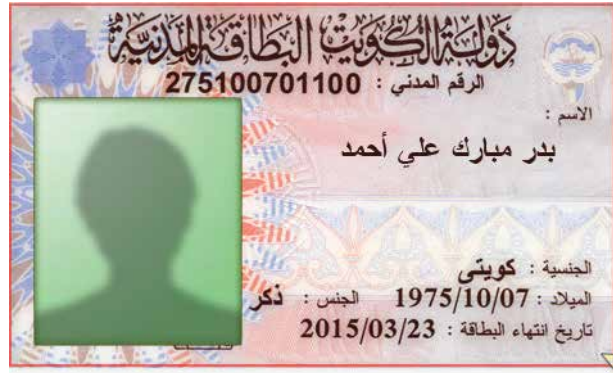 دولة الكويت البطاقة المدنية
الرقم المدني : 275100701100
الاسم :
بدر مبارك علي أحمد
الجنسية : كويتي
الميلاد : 1975/10/07 الجنس : ذكر
تاريخ انتهاء البطاقة : 2015/03/23